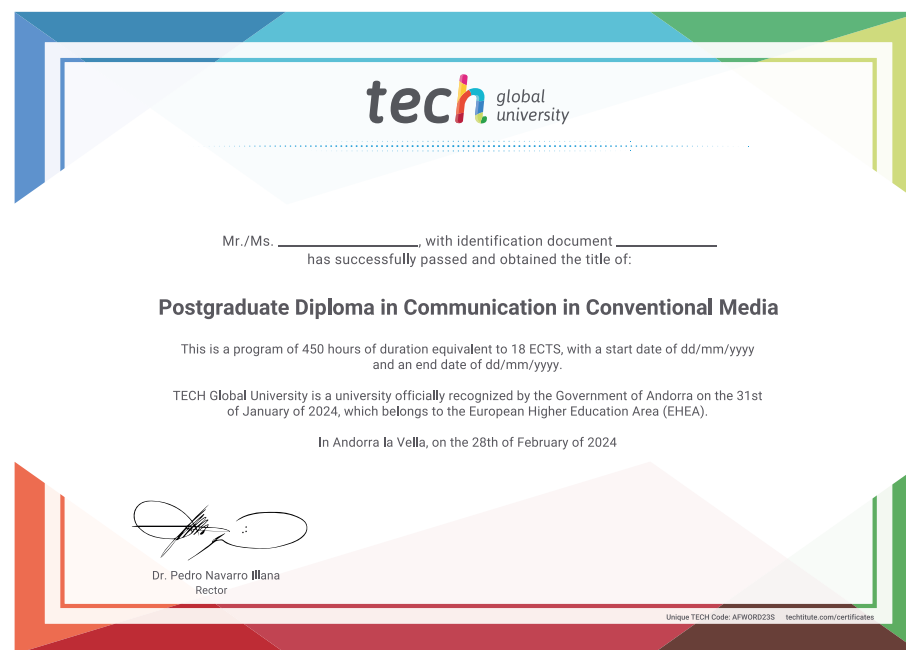 tech global
university
Mr./Ms. ________________, with identification document ____________
has successfully passed and obtained the title of:
Postgraduate Diploma in Communication in Conventional Media
This is a program of 450 hours of duration equivalent to 18 ECTS, with a start date of dd/mm/yyyy
and an end date of dd/mm/yyyy.
TECH Global University is a university officially recognized by the Government of Andorra on the 31st
of January of 2024, which belongs to the European Higher Education Area (EHEA).
In Andorra la Vella, on the 28th of February of 2024
Dr. Pedro Navarro Illana
Rector
Unique TECH Code: AFWORD23S techtitute.com/certificates